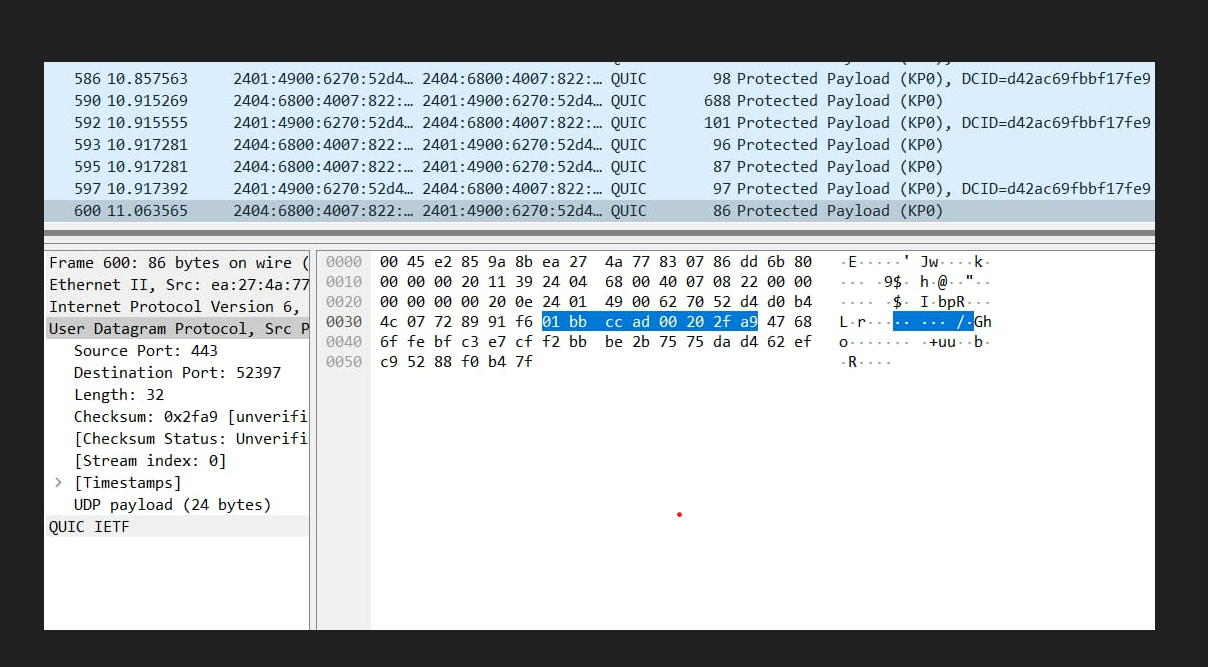 586 10.857563 2401:4900:6270:52d4… 2404:6800:4007:822:… QUIC 98 Protected Payload (KP0), DCID=d42ac69fbbf17fe9
590 10.915269 2404:6800:4007:822:… 2401:4900:6270:52d4… QUIC 688 Protected Payload (KP0)
592 10.915555 2401:4900:6270:52d4… 2404:6800:4007:822:… QUIC 101 Protected Payload (KP0), DCID=d42ac69fbbf17fe9
593 10.917281 2404:6800:4007:822:… 2401:4900:6270:52d4… QUIC 96 Protected Payload (KP0)
595 10.917281 2404:6800:4007:822:… 2401:4900:6270:52d4… QUIC 87 Protected Payload (KP0)
597 10.917392 2401:4900:6270:52d4… 2404:6800:4007:822:… QUIC 97 Protected Payload (KP0), DCID=d42ac69fbbf17fe9
600 11.063565 2404:6800:4007:822:… 2401:4900:6270:52d4… QUIC 86 Protected Payload (KP0)
Frame 600: 86 bytes on wire (
Ethernet II, Src: ea:27:4a:77
Internet Protocol Version 6,
User Datagram Protocol, Src P
Source Port: 443
Destination Port: 52397
Length: 32
Checksum: 0x2fa9 [unverifi
[Checksum Status: Unverifi
[Stream index: 0]
[Timestamps]
UDP payload (24 bytes)
QUIC IETF
0000 00 45 e2 85 9a 8b ea 27 4a 77 83 07 86 dd 6b 80 ·E·····' Jw····k·
0010 00 00 00 20 11 39 24 04 68 00 40 07 08 22 00 00 ··· ·9$· h·@··"··
0020 00 00 00 00 20 0e 24 01 49 00 62 70 52 d4 d0 b4 ···· ·$· I·bpR···
0030 4c 07 72 89 91 f6 01 bb cc ad 00 20 2f a9 47 68 L·r····· ··· /·Gh
0040 6f fe bf c3 e7 cf f2 bb be 2b 75 75 da d4 62 ef o······· ·+uu··b·
0050 c9 52 88 f0 b4 7f ·R····